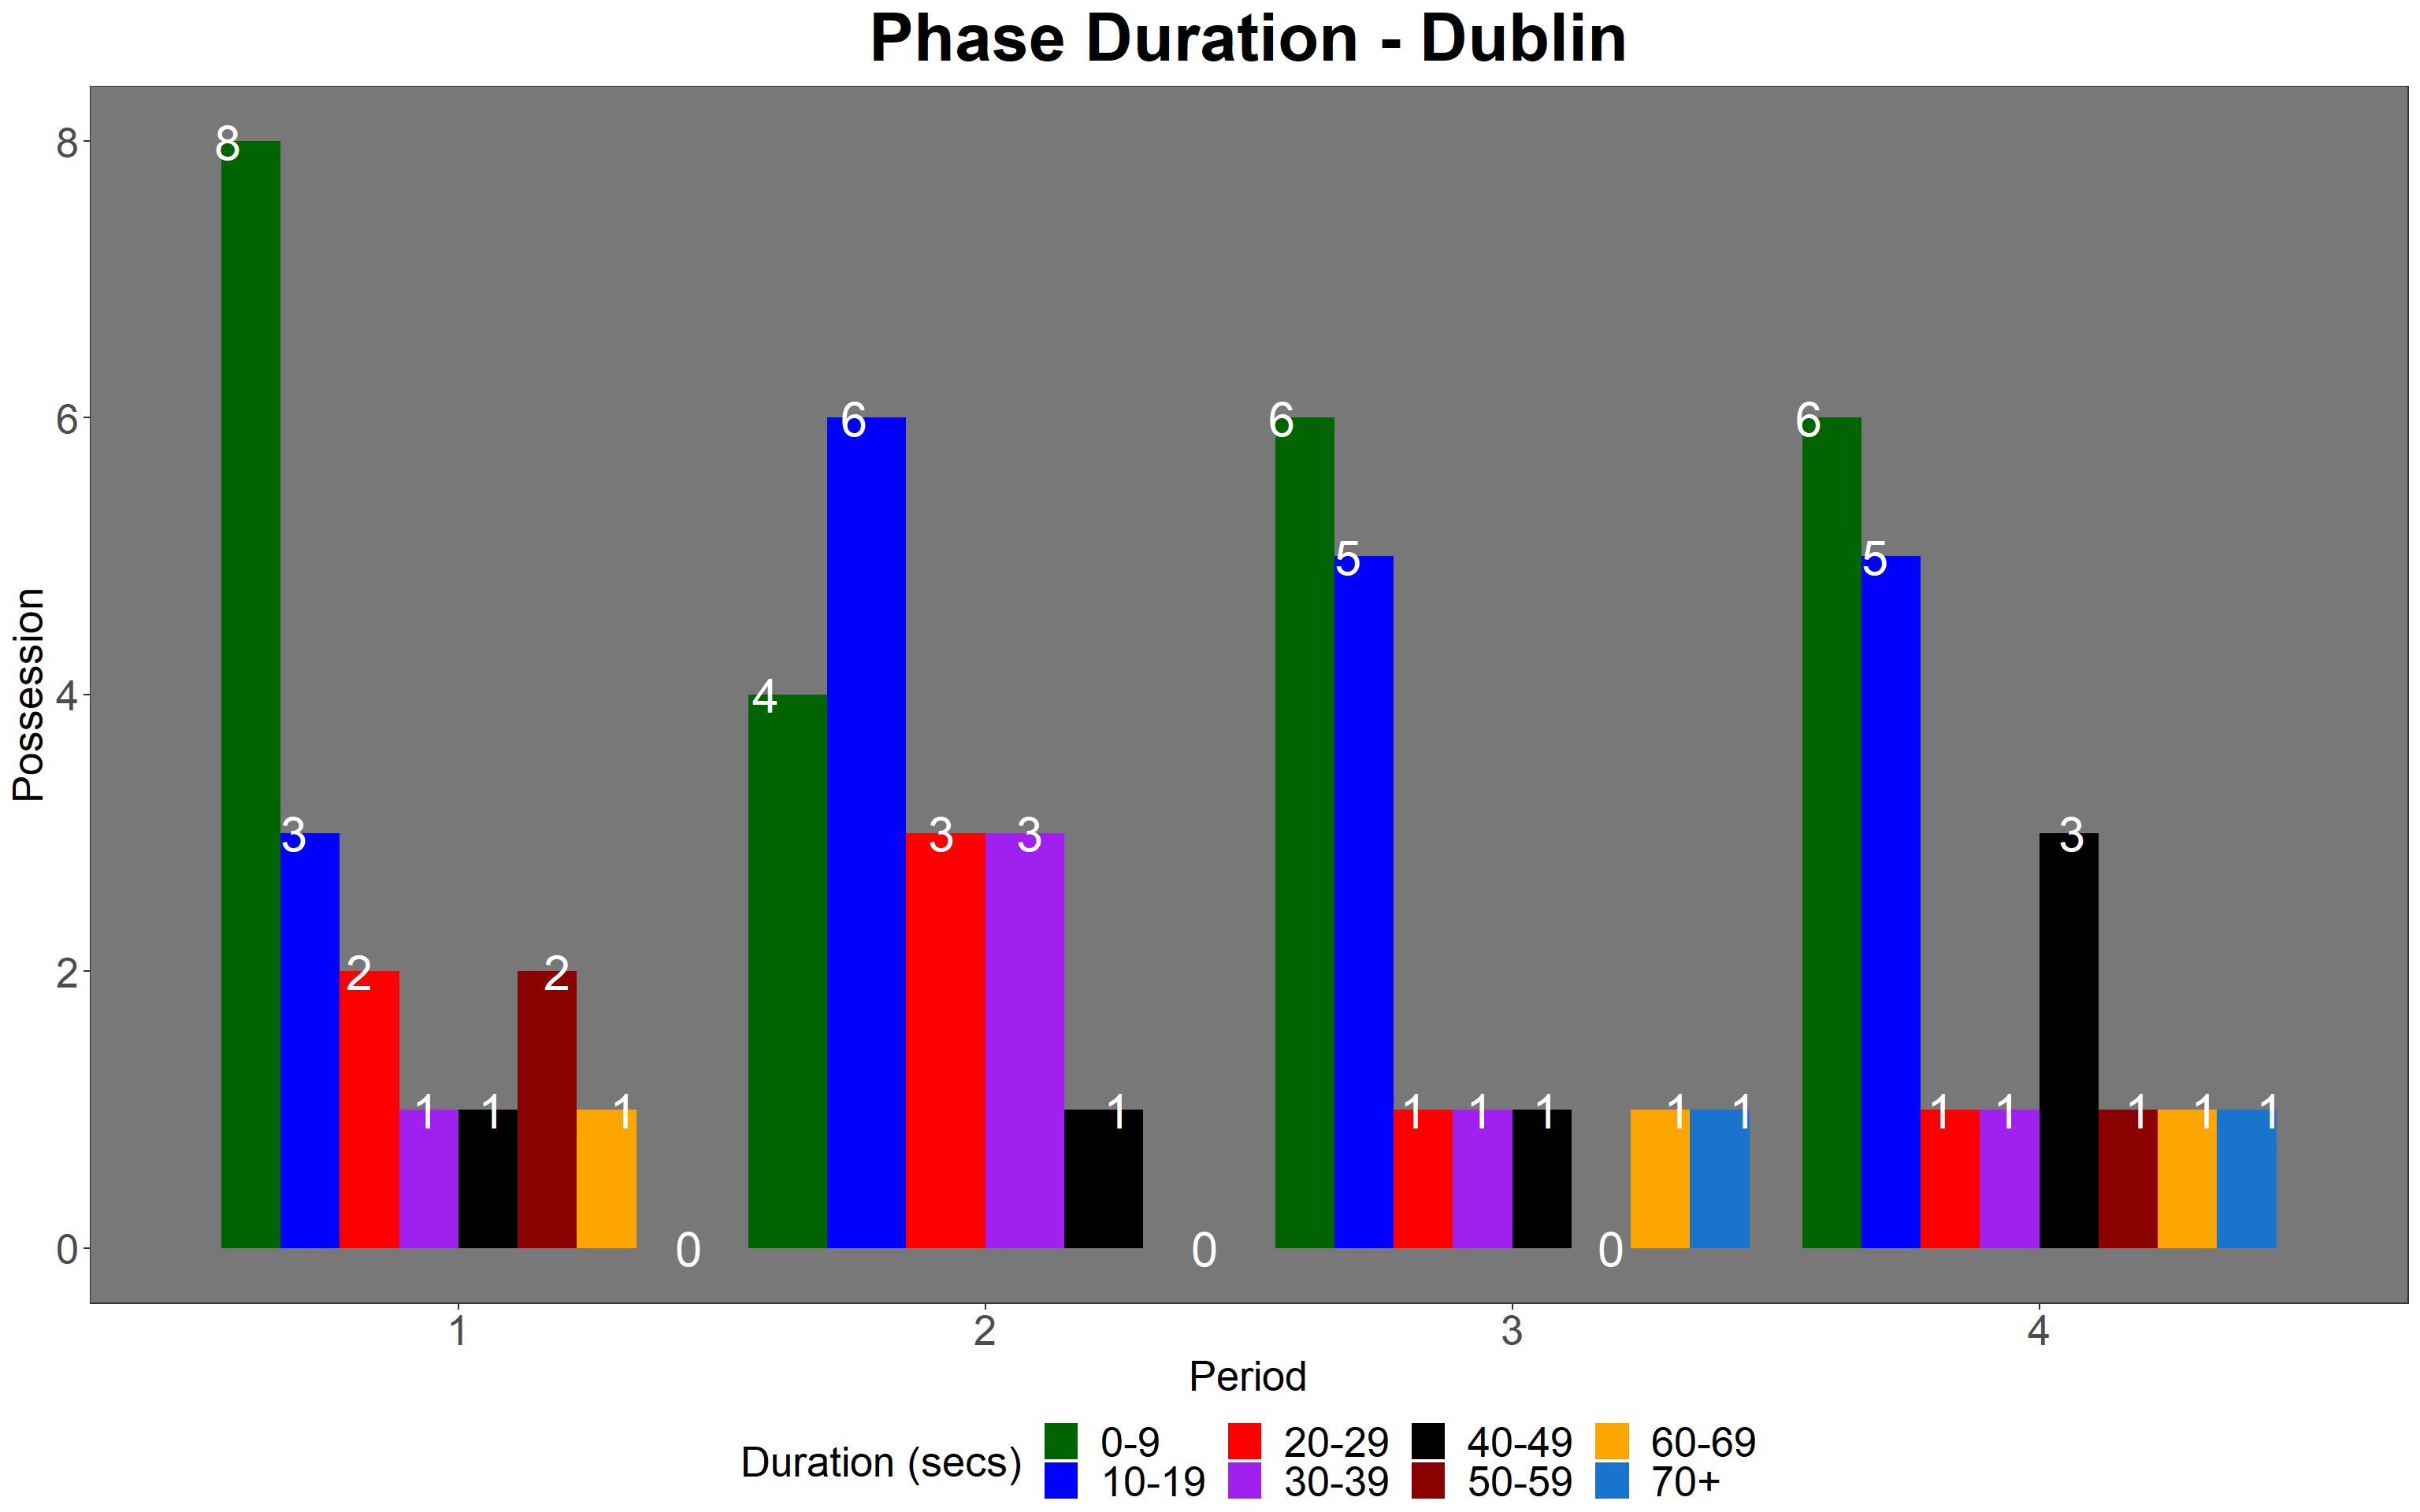 Phase Duration - Dublin
Possession
8
6
4
2
0
8 3 2 1 1 2 1 0
4 6 3 3 1 0
6 5 1 1 1 0 1 1
6 5 1 1 3 1 1 1
1 2 3 4
Period
Duration (secs)
0-9 20-29 40-49 60-69
10-19 30-39 50-59 70+